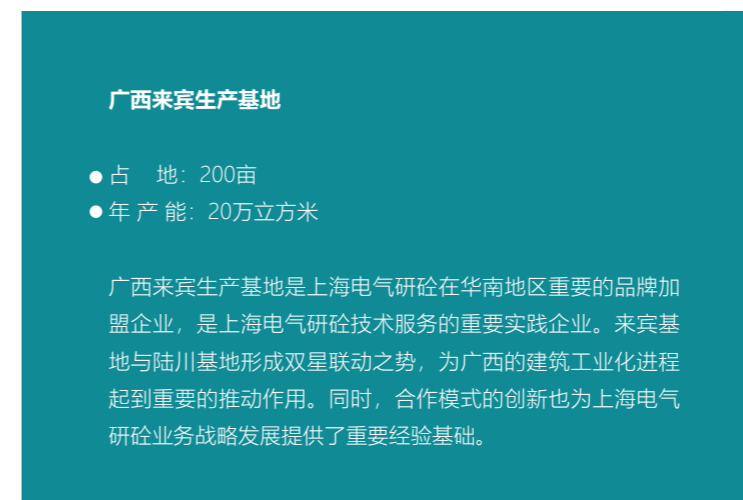 广西来宾生产基地
占 地：200亩
年 产 能：20万立方米
广西来宾生产基地是上海电气研砼在华南地区重要的品牌加
盟企业，是上海电气研砼技术服务的重要实践企业。来宾基
地与陆川基地形成双星联动之势，为广西的建筑工业化进程
起到重要的推动作用。同时，合作模式的创新也为上海电气
研砼业务战略发展提供了重要经验基础。